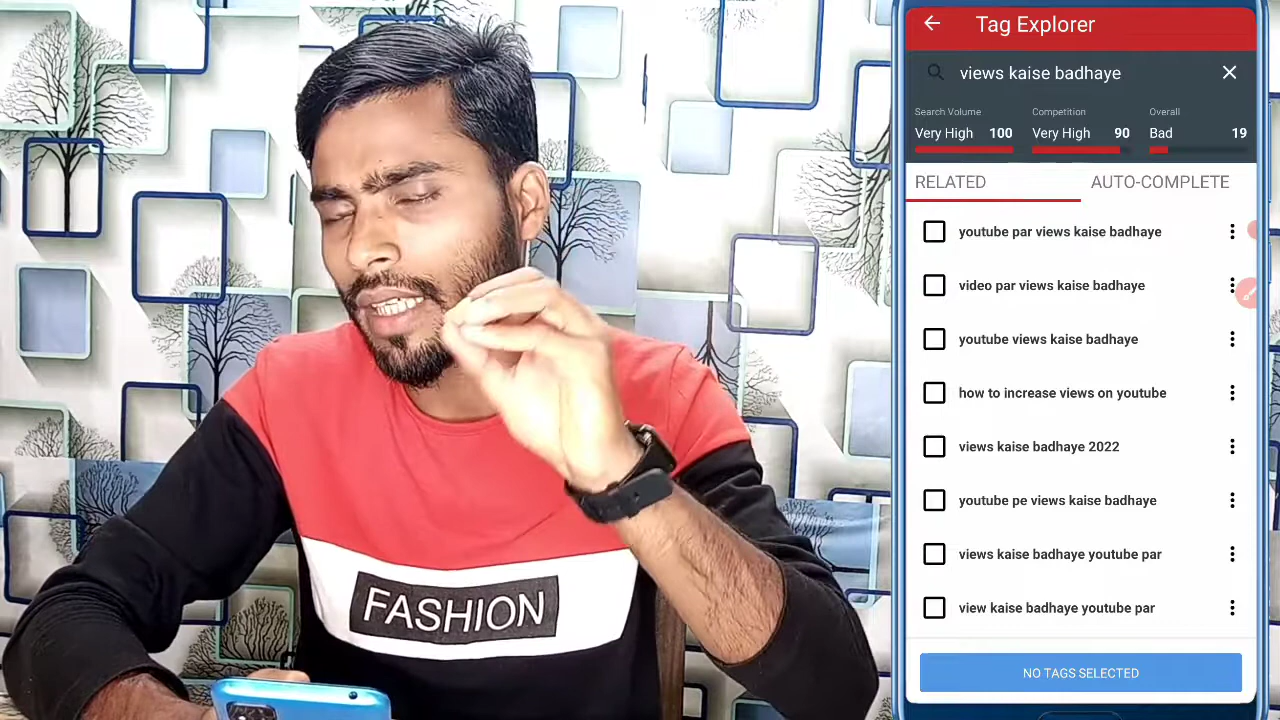 Tag Explorer
views kaise badhaye
Search Volume
Very High 100
Competition
Very High 90
Overall
Bad 19
RELATED
AUTO-COMPLETE
youtube par views kaise badhaye
video par views kaise badhaye
youtube views kaise badhaye
how to increase views on youtube
views kaise badhaye 2022
youtube pe views kaise badhaye
views kaise badhaye youtube par
view kaise badhaye youtube par
NO TAGS SELECTED
FASHION